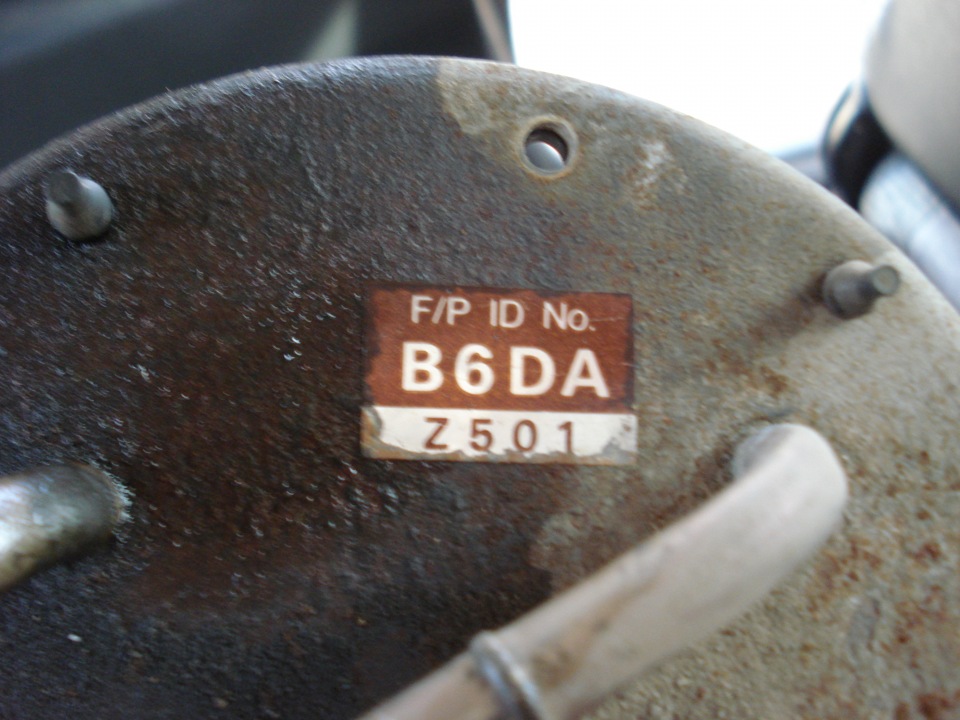 F/P ID No.
B6DA
Z501